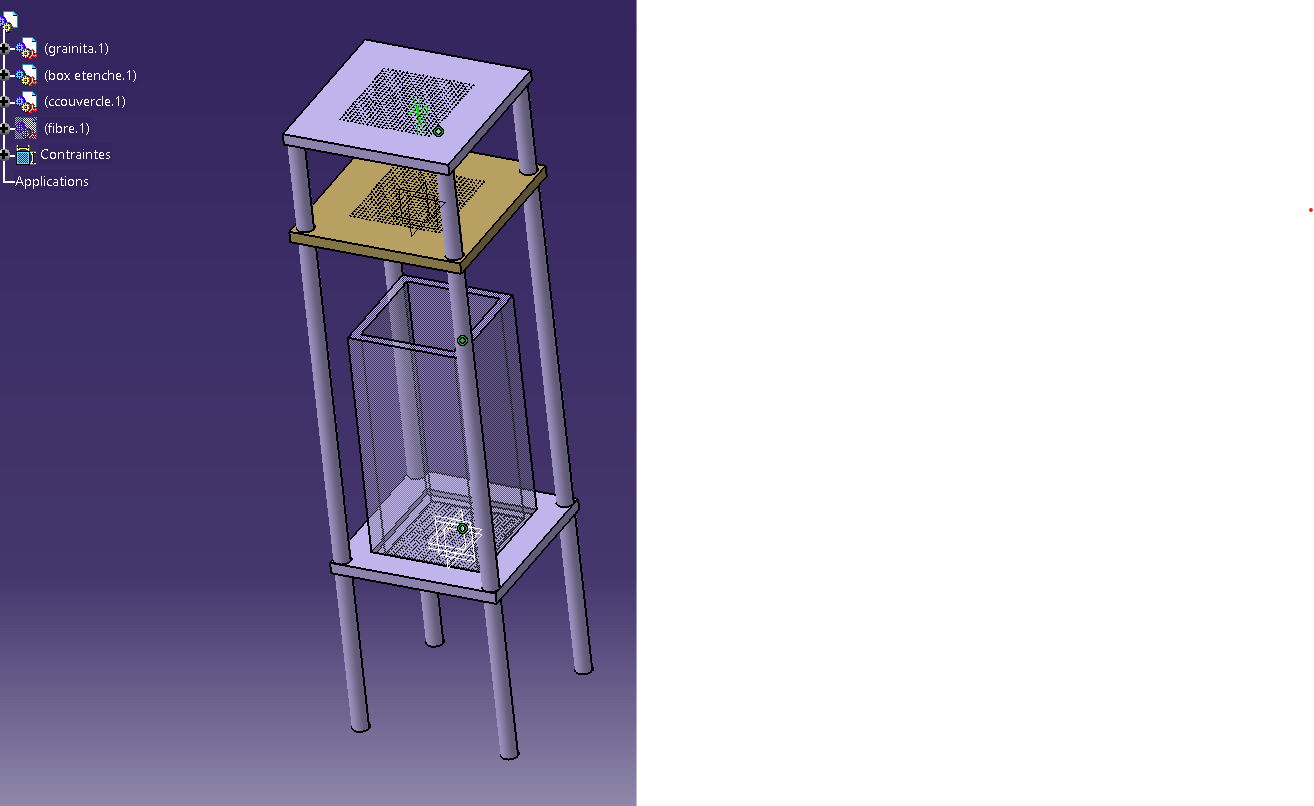 (grainita.1)
(box etenche.1)
(ccouvercle.1)
(fibre.1)
Contraintes
Applications